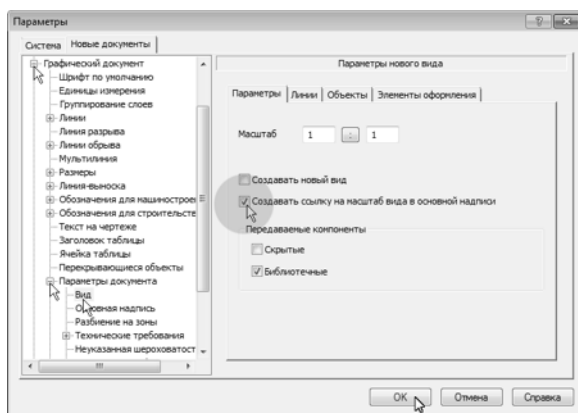 Параметры
Система Новые документы
Графический документ
Шрифт по умолчанию
Единицы измерения
Группирование слоев
Линии
Линия разрыва
Линии обрыва
Мультилиния
Размеры
Линия-выноска
Обозначения для машинострое
Обозначения для строительстве
Текст на чертеже
Заголовок таблицы
Ячейка таблицы
Перекрывающиеся объекты
Параметры документа
Вид
Основная надпись
Разбиение на зоны
Технические требования
Неуказанная шероховатост
Параметры нового вида
Параметры Линии Объекты Элементы оформления
Масштаб 1 : 1
Создавать новый вид
Создавать ссылку на масштаб вида в основной надписи
Передаваемые компоненты
Скрытые
Библиотечные
OK Отмена Справка